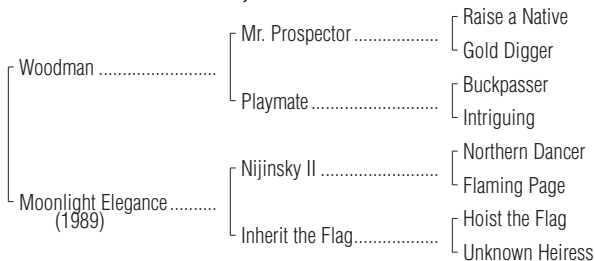 Raise a Native
Mr. Prospector ..................
Gold Digger
Woodman .........................
Buckpasser
Playmate ...........................
Intriguing
Northern Dancer
Nijinsky II .........................
Flaming Page
Moonlight Elegance ..........
(1989)
Hoist the Flag
Inherit the Flag ..................
Unknown Heiress